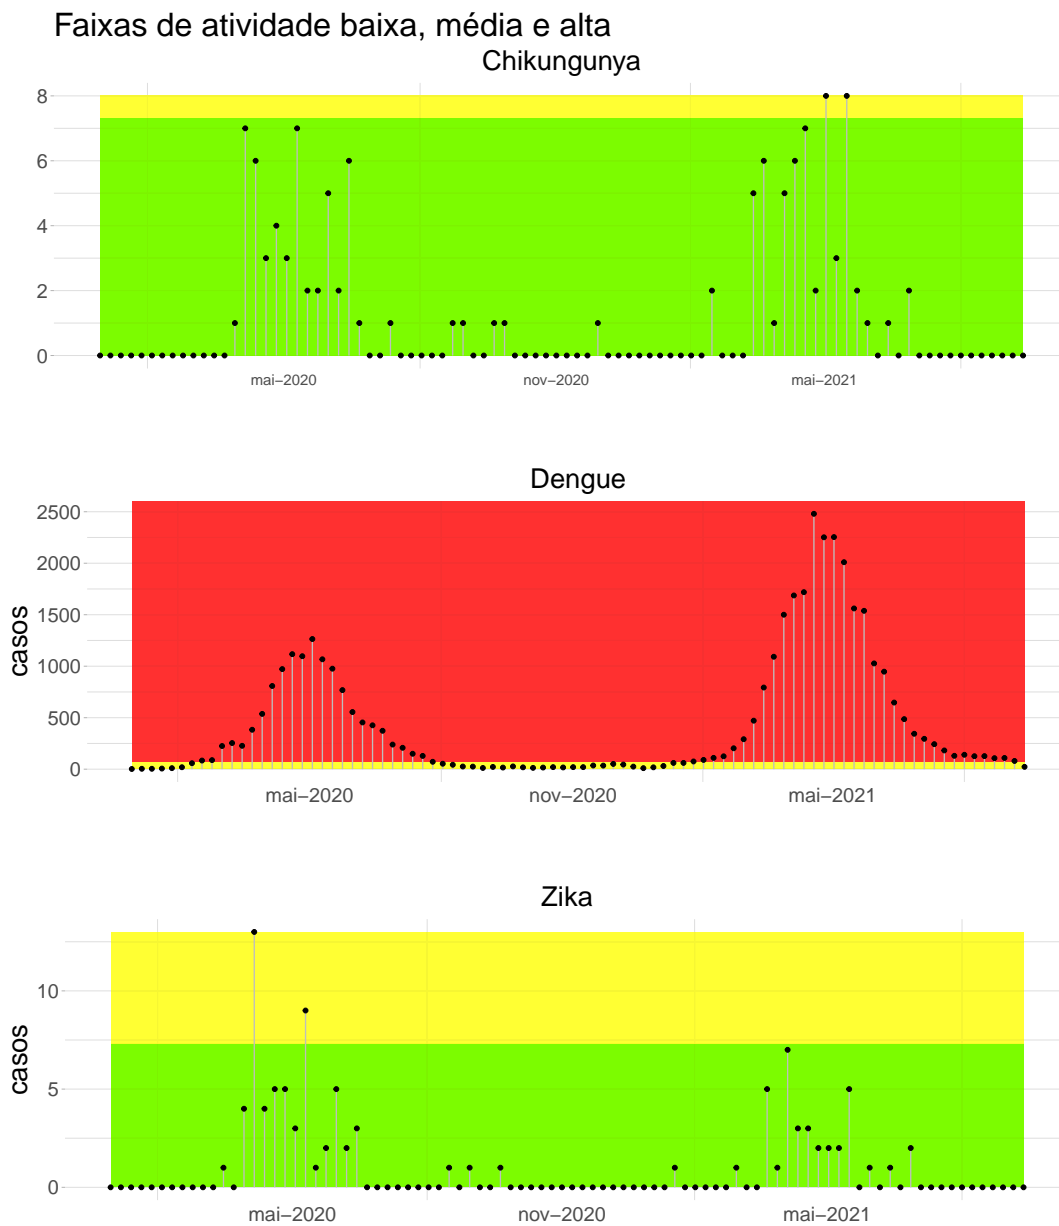 Faixas de atividade baixa, média e alta
Chikungunya
8
6
4
2
0
mai−2020 nov−2020 mai−2021
Dengue
casos
2500
2000
1500
1000
500
0
mai−2020 nov−2020 mai−2021
Zika
casos
10
5
0
mai−2020 nov−2020 mai−2021